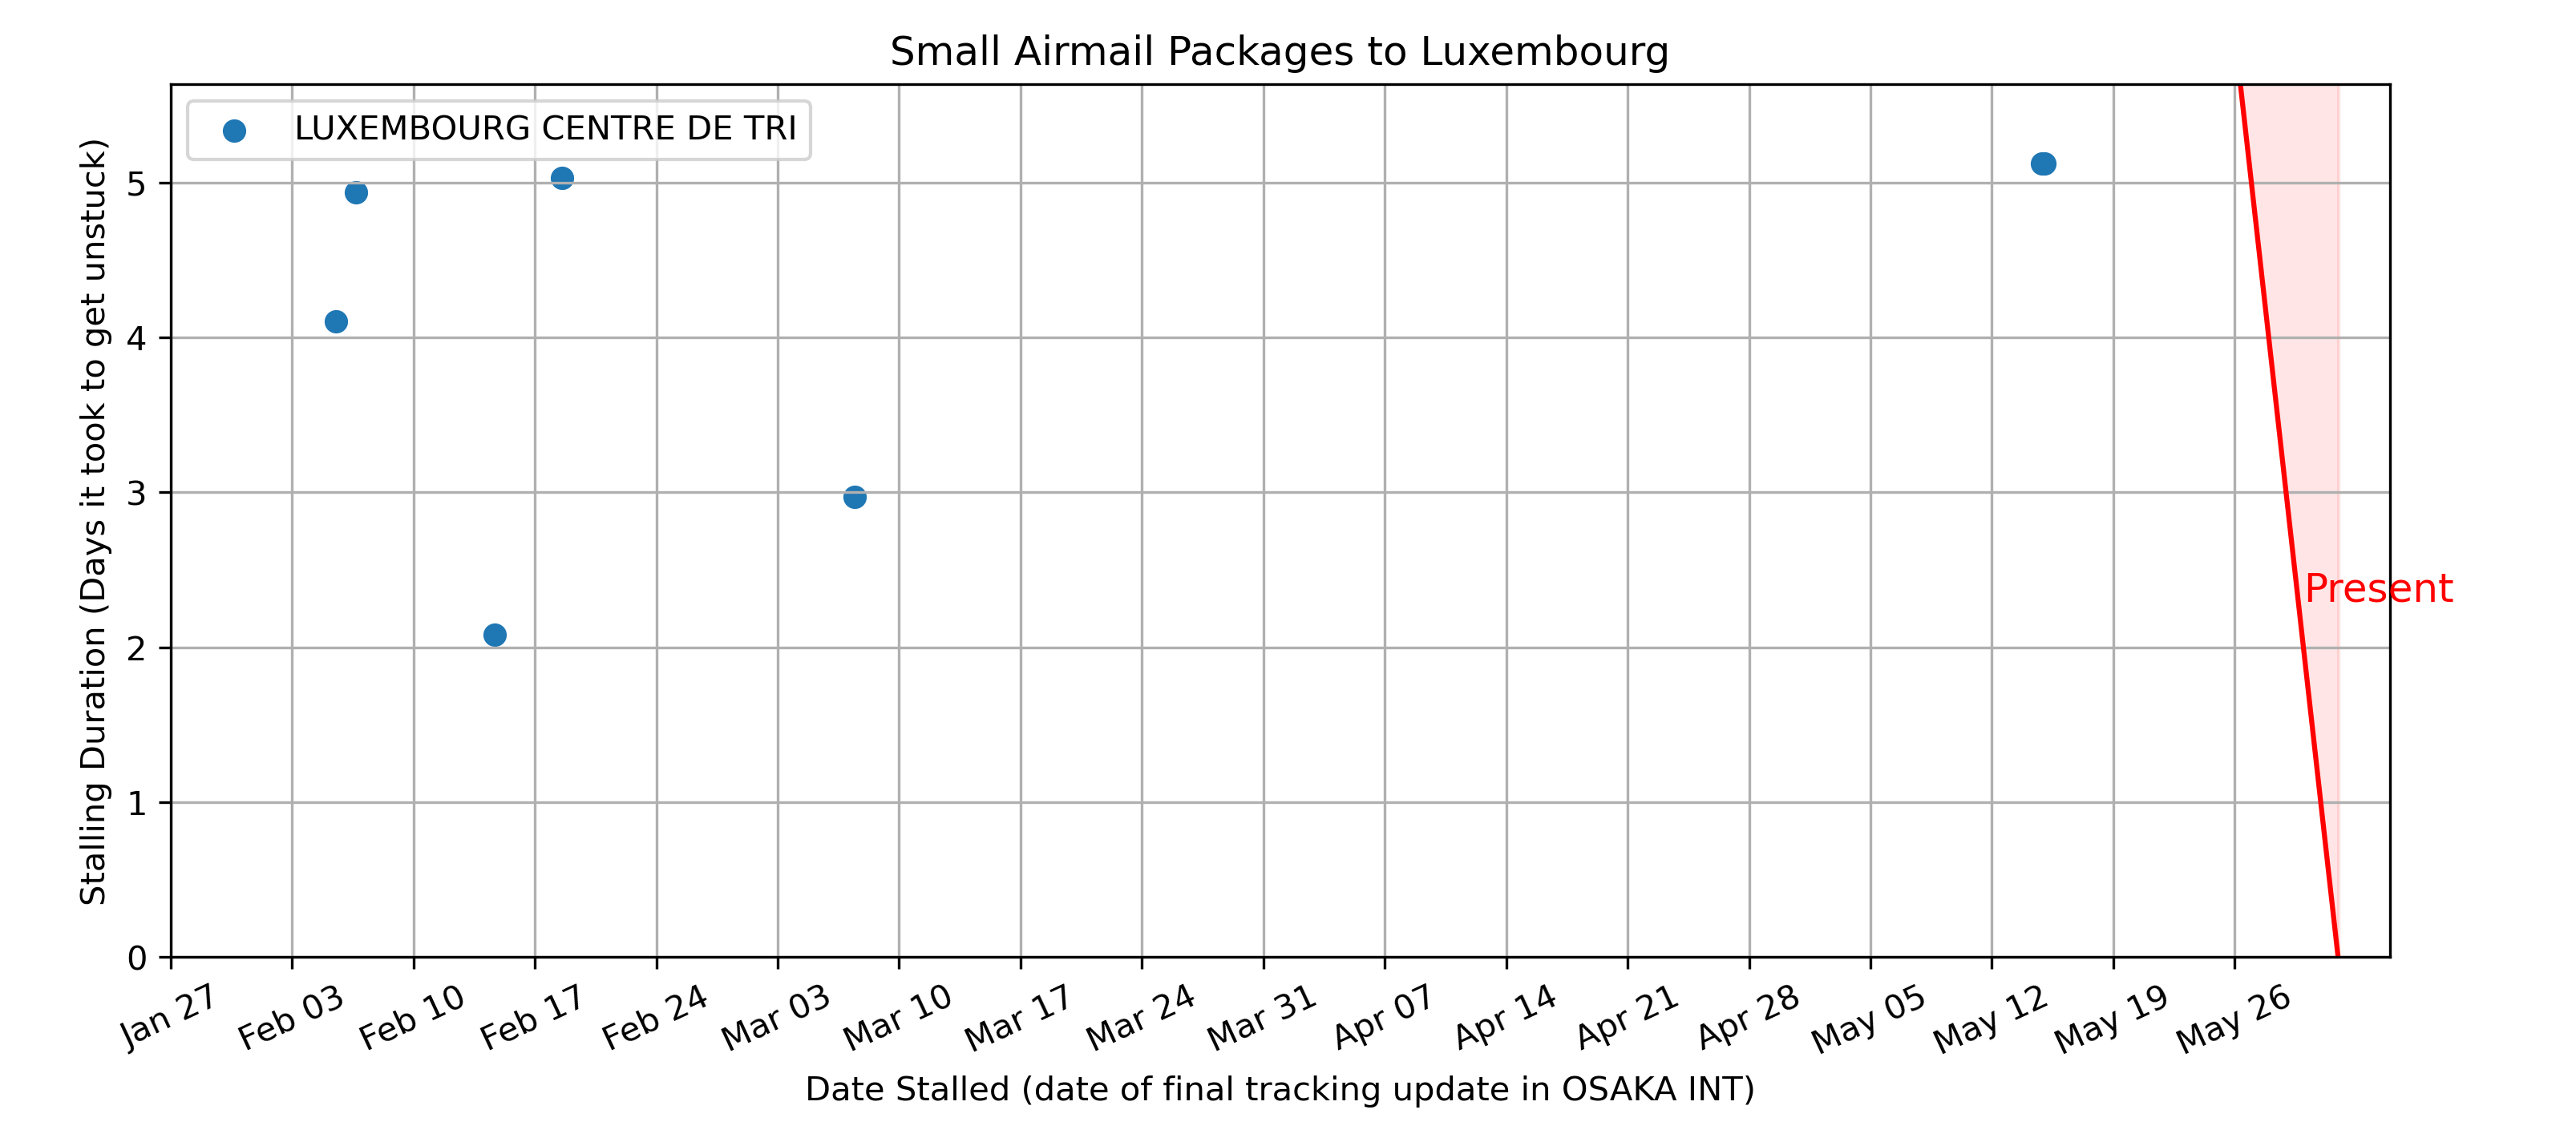 Small Airmail Packages to Luxembourg
LUXEMBOURG CENTRE DE TRI
Stalling Duration (Days it took to get unstuck)
5
4
3
2
1
0
Present
Jan 27
Feb 03
Feb 10
Feb 17
Feb 24
Mar 03
Mar 10
Mar 17
Mar 24
Mar 31
Apr 07
Apr 14
Apr 21
Apr 28
May 05
May 12
May 19
May 26
Date Stalled (date of final tracking update in OSAKA INT)